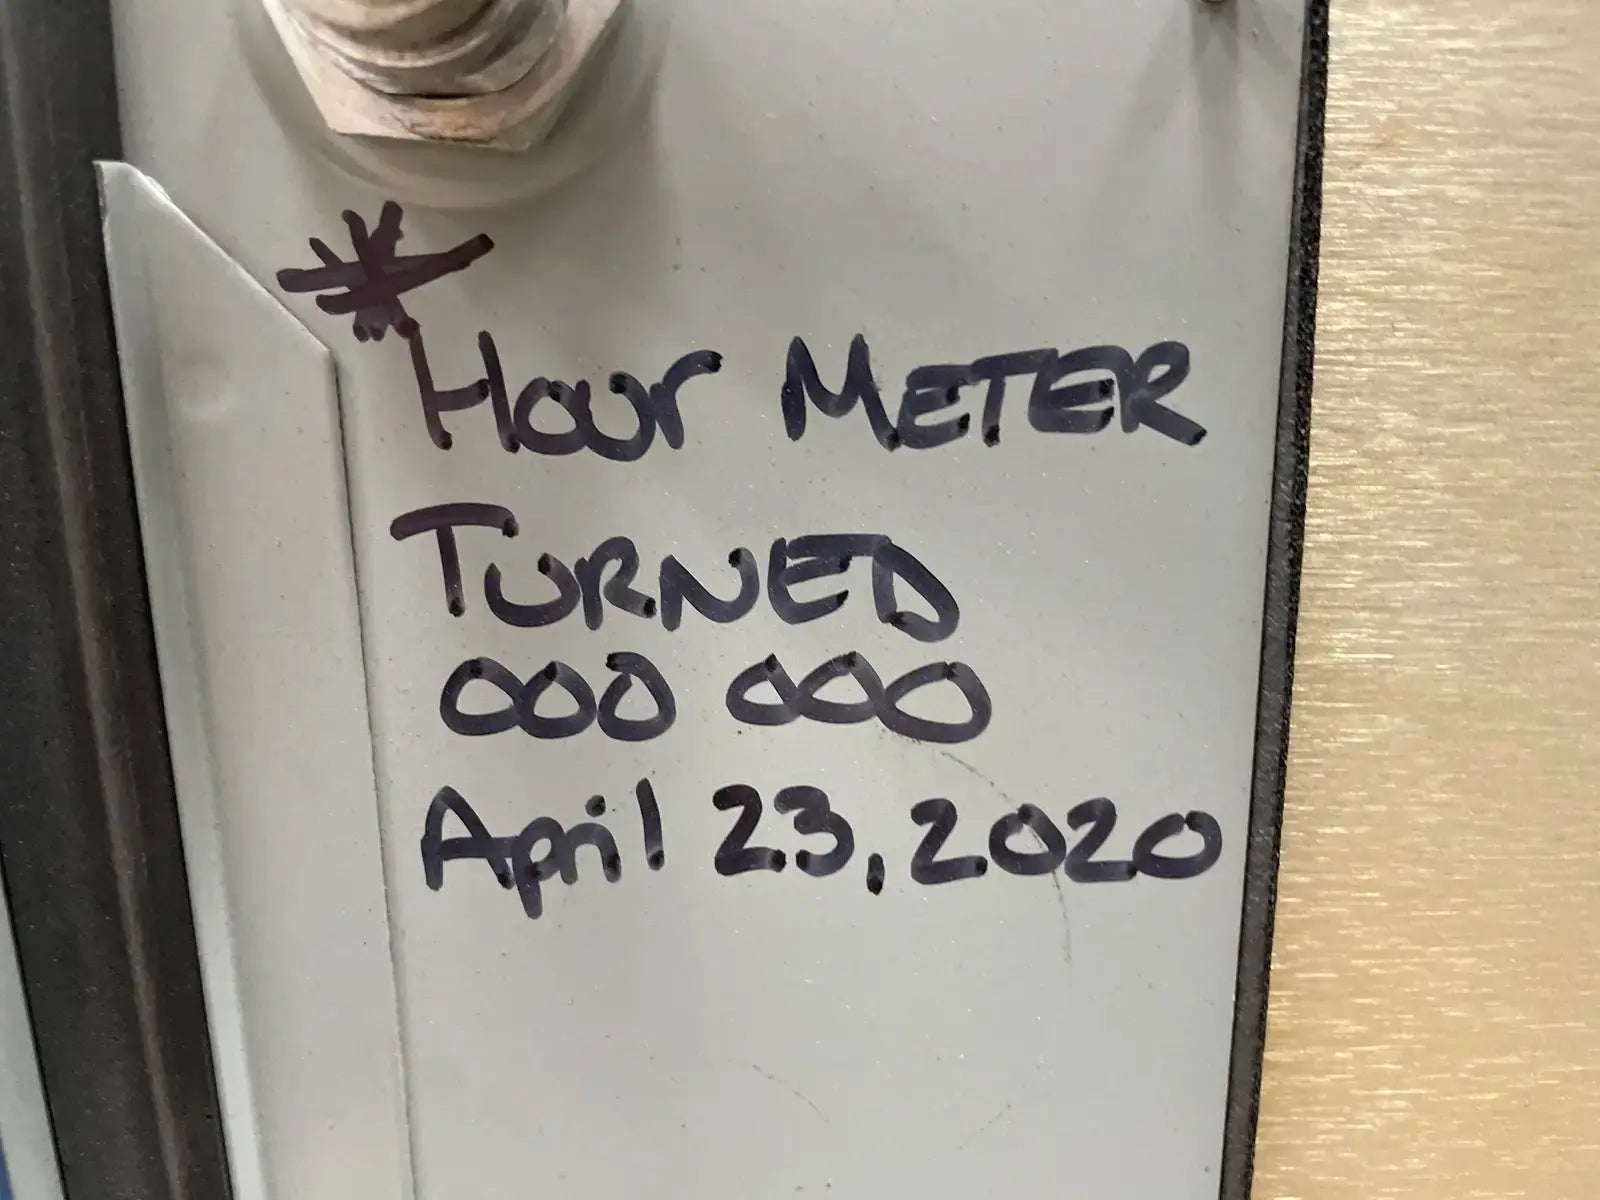 *Hour METER
TURNED
000 000
April 23, 2020